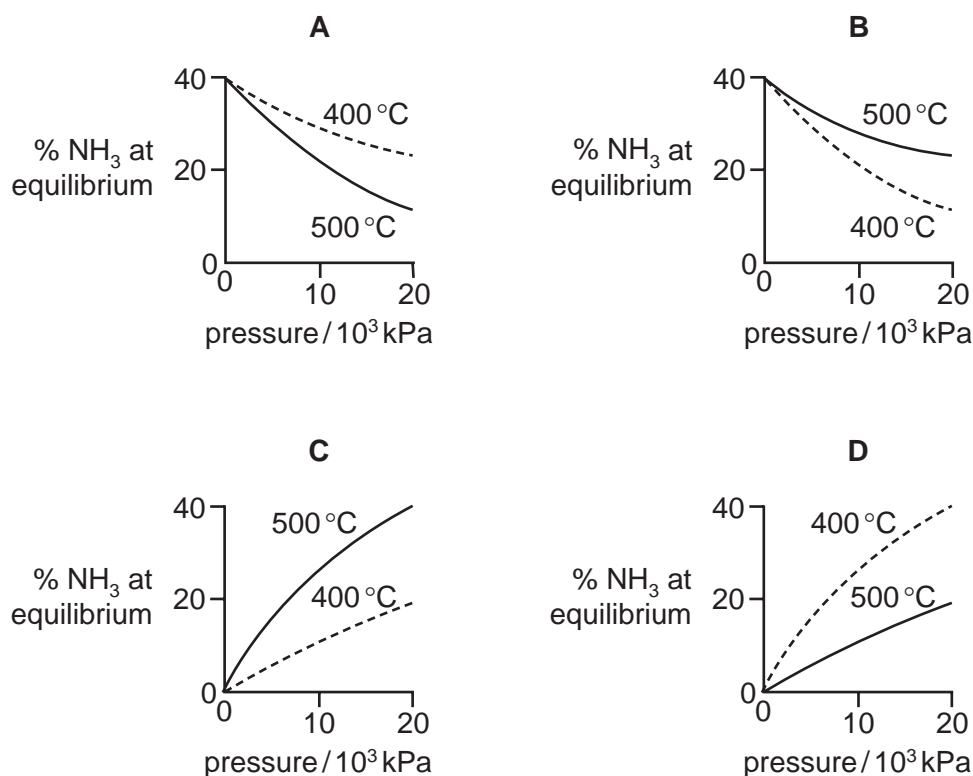 A
40
20
0
% NH₃ at
equilibrium
400 °C
500 °C
0
10
20
pressure / 10³ kPa
B
40
20
0
% NH₃ at
equilibrium
500 °C
400 °C
0
10
20
pressure / 10³ kPa
C
40
20
0
% NH₃ at
equilibrium
500 °C
400 °C
0
10
20
pressure / 10³ kPa
D
40
20
0
% NH₃ at
equilibrium
400 °C
500 °C
0
10
20
pressure / 10³ kPa